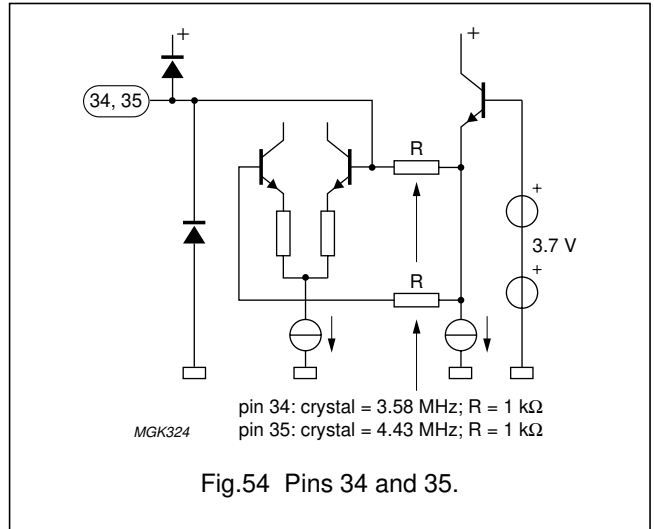 +
34, 35
+
R
+
3.7 V
R
+
pin 34: crystal = 3.58 MHz; R = 1 kΩ
MGK324 pin 35: crystal = 4.43 MHz; R = 1 kΩ
Fig.54 Pins 34 and 35.